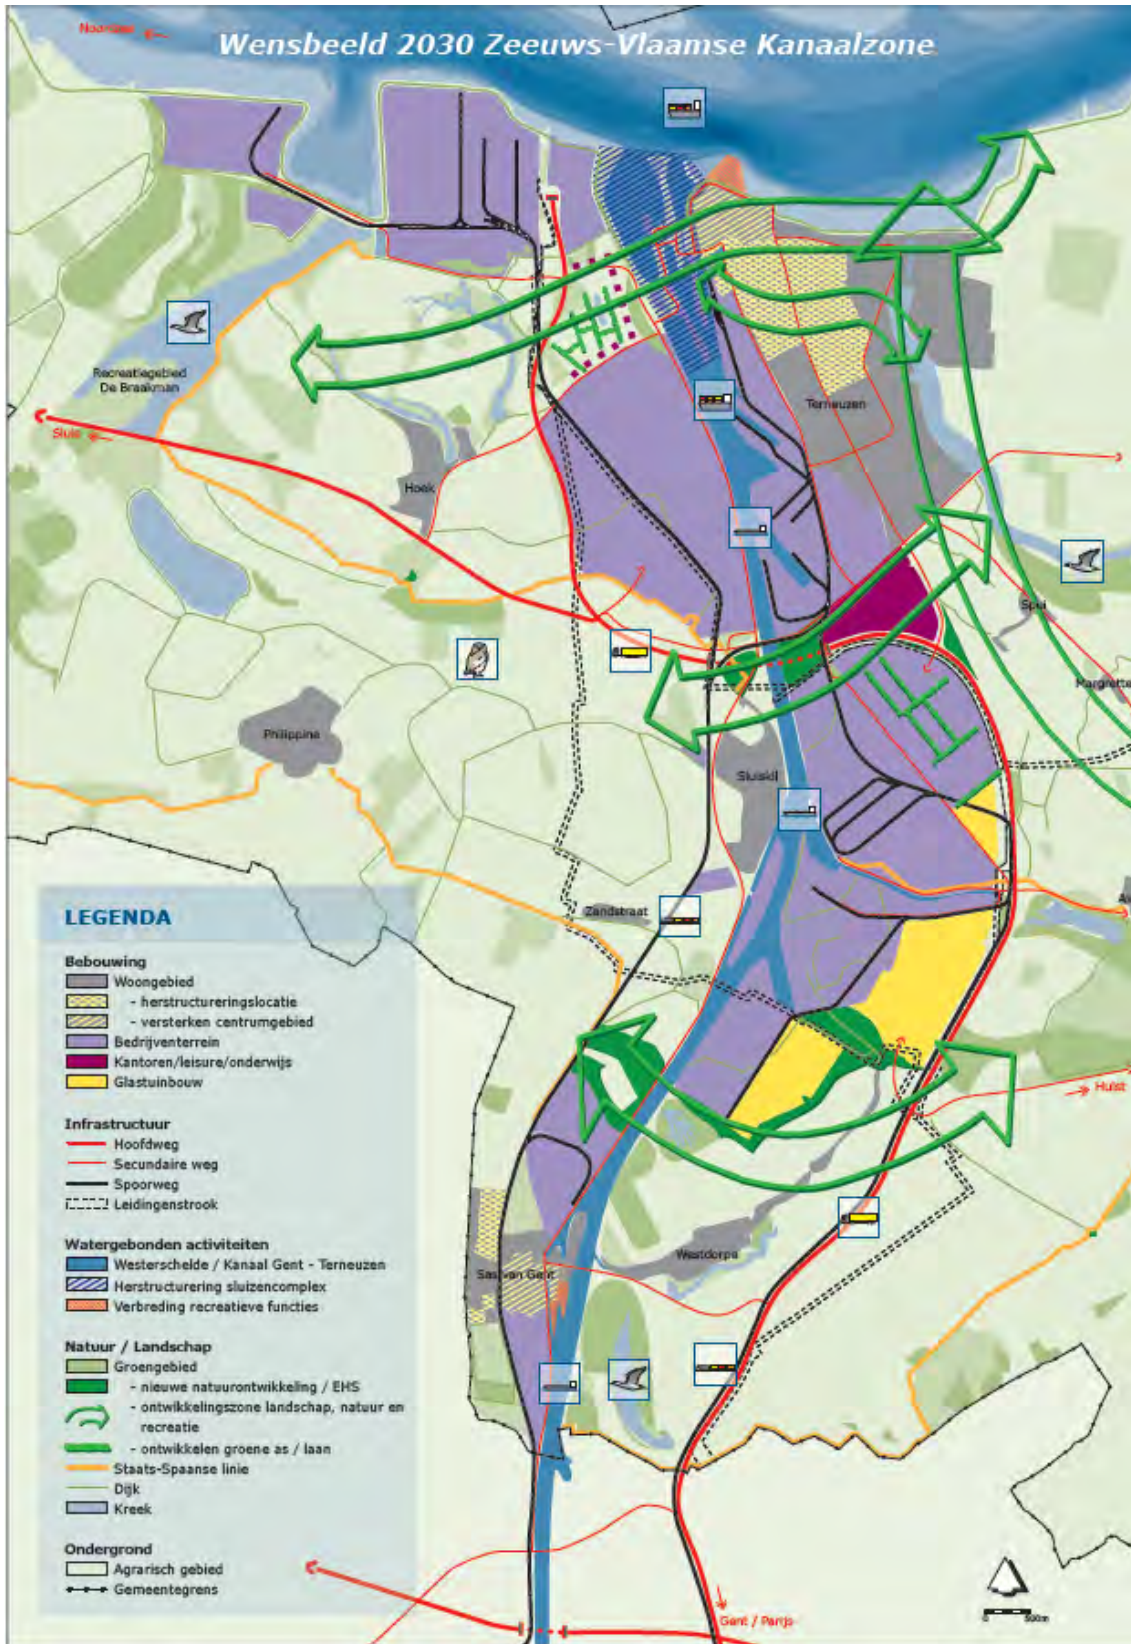 Wensbeeld 2030 Zeeuws-Vlaamse Kanaalzone
Recreatiegebied
De Braakman
Sluis
Terneuzen
Hoek
Spui
Philippine
Sluiskil
Zandstraat
Hulst
Westdorpe
Sas van Gent
Gent / Parijs
LEGENDA
Bebouwing
Woongebied
- herstructureringslocatie
- versterken centrumgebied
Bedrijventerrein
Kantoren/leisure/onderwijs
Glastuinbouw
Infrastructuur
Hoofdweg
Secundaire weg
Spoorweg
Leidingenstrook
Watergebonden activiteiten
Westerschelde / Kanaal Gent - Terneuzen
Herstructurering sluizencomplex
Verbreding recreatieve functies
Natuur / Landschap
Groengebied
- nieuwe natuurontwikkeling / EHS
- ontwikkelingszone landschap, natuur en
recreatie
- ontwikkelen groene as / laan
Staats-Spaanse linie
Dijk
Kreek
Ondergrond
Agrarisch gebied
Gemeentegrens
0 500m